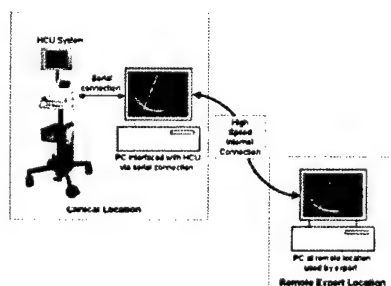 HCU System
Serial
connection
PC interfaced with HCU
via serial connection
Clinical Location
High
Speed
Internet
Connection
PC at remote location
used by expert
Remote Expert Location